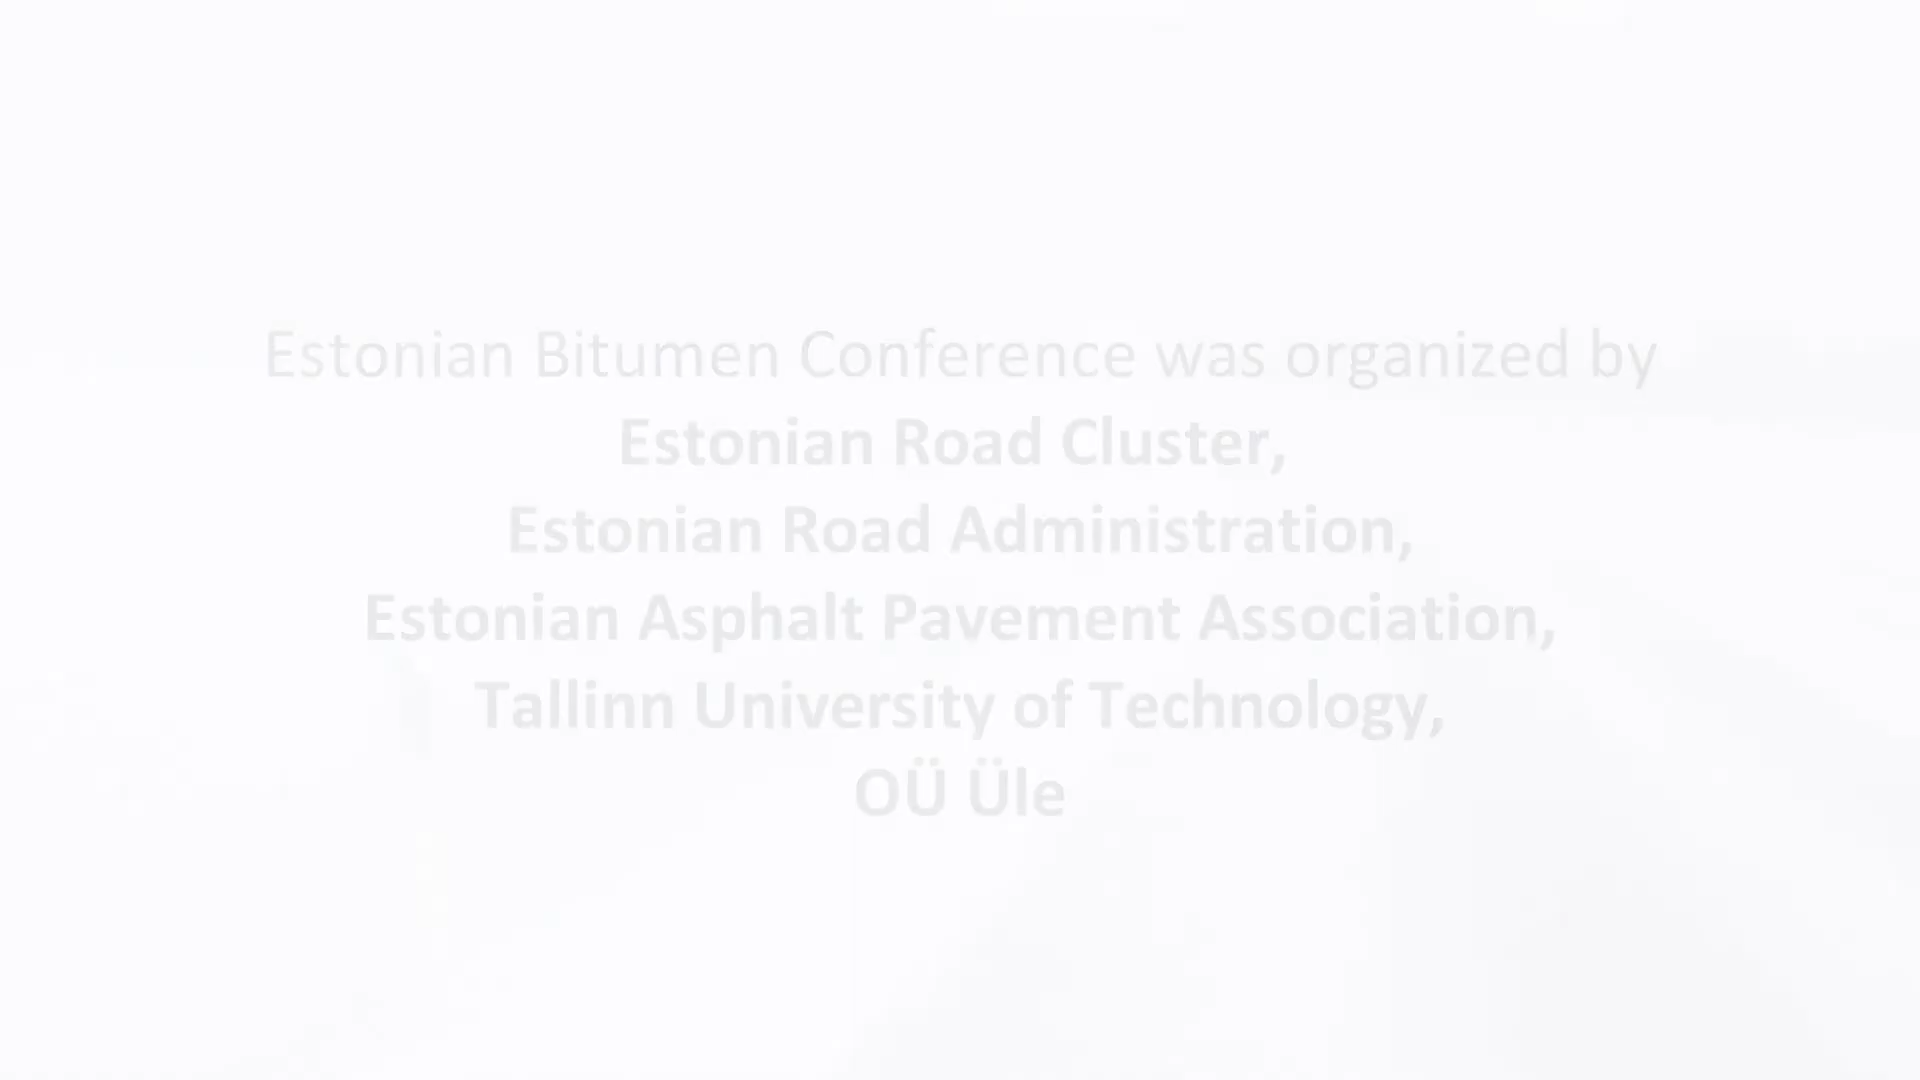 Estonian Bitumen Conference was organized by
Estonian Road Cluster,
Estonian Road Administration,
Estonian Asphalt Pavement Association,
Tallinn University of Technology,
OÜ Üle